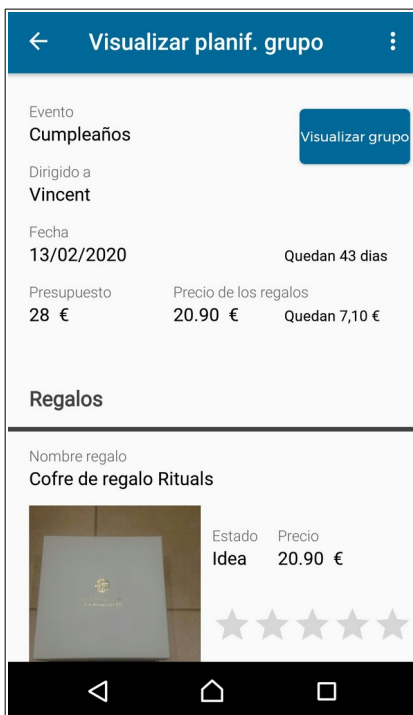 Visualizar planif. grupo
Evento
Cumpleaños
Visualizar grupo
Dirigido a
Vincent
Fecha
13/02/2020
Quedan 43 dias
Presupuesto
Precio de los regalos
28 €
20.90 €
Quedan 7,10 €
Regalos
Nombre regalo
Cofre de regalo Rituals
Estado
Precio
Idea
20.90 €